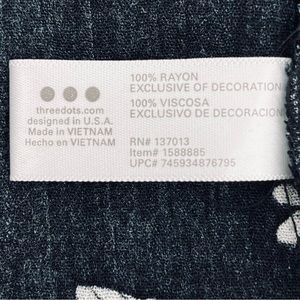 threedots.com
designed in U.S.A.
Made in VIETNAM
Hecho en VIETNAM
100% RAYON
EXCLUSIVE OF DECORATION
100% VISCOSA
EXCLUSIVO DE DECORACION
RN# 137013
Item# 1588885
UPC# 745934876795